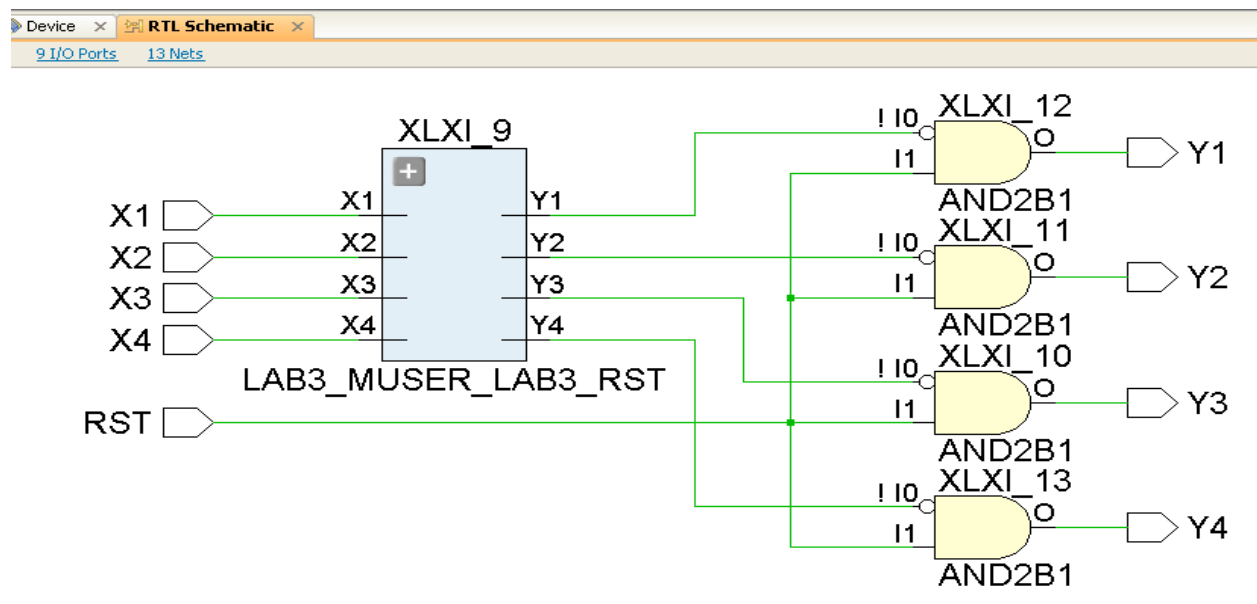 Device × RTL Schematic ×
9 I/O Ports 13 Nets
XLXI_9
X1 X1 Y1
X2 X2 Y2
X3 X3 Y3
X4 X4 Y4
LAB3_MUSER_LAB3_RST
RST
XLXI_12
! I0 O
I1
Y1
AND2B1
XLXI_11
! I0 O
I1
Y2
AND2B1
XLXI_10
! I0 O
I1
Y3
AND2B1
XLXI_13
! I0 O
I1
Y4
AND2B1